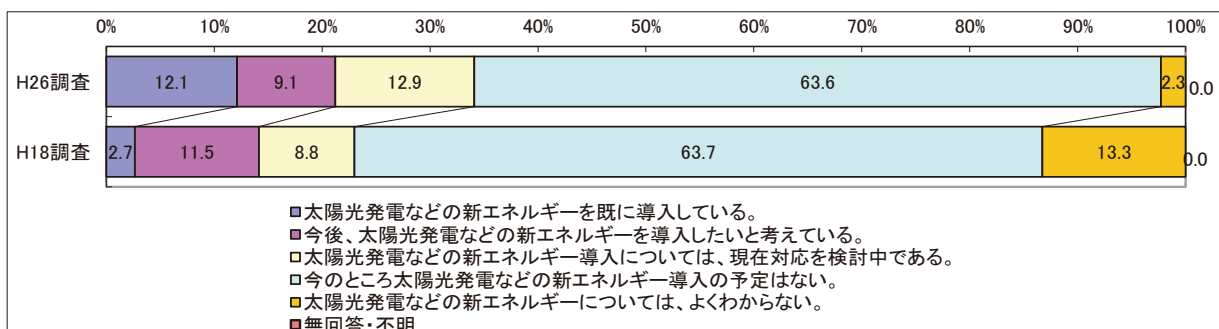 0% 10% 20% 30% 40% 50% 60% 70% 80% 90% 100%
H26調査 12.1 9.1 12.9 63.6 2.3 0.0
H18調査 2.7 11.5 8.8 63.7 13.3 0.0
太陽光発電などの新エネルギーを既に導入している。
今後、太陽光発電などの新エネルギーを導入したいと考えている。
太陽光発電などの新エネルギー導入については、現在対応を検討中である。
今のところ太陽光発電などの新エネルギー導入の予定はない。
太陽光発電などの新エネルギーについては、よくわからない。
無回答・不明